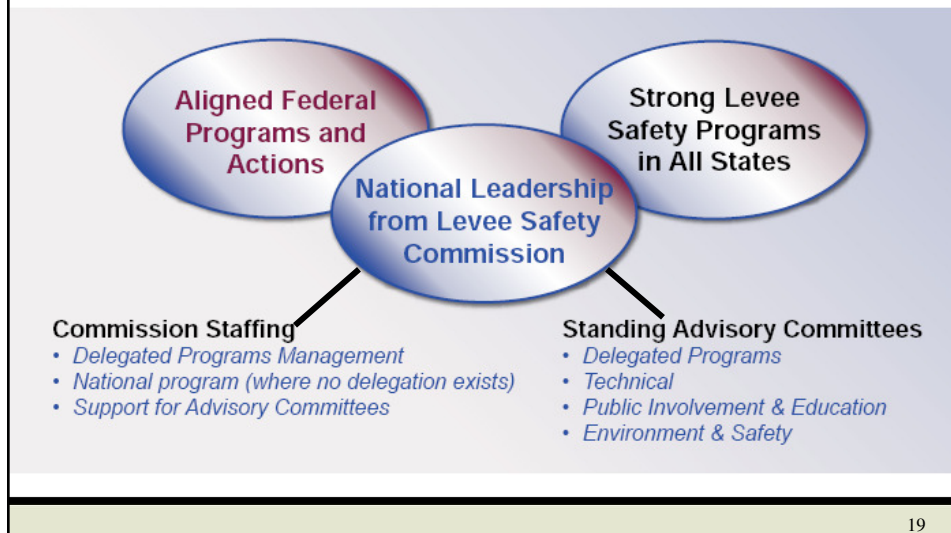 Aligned Federal
Programs and
Actions
Strong Levee
Safety Programs
in All States
National Leadership
from Levee Safety
Commission
Commission Staffing
• Delegated Programs Management
• National program (where no delegation exists)
• Support for Advisory Committees
Standing Advisory Committees
• Delegated Programs
• Technical
• Public Involvement & Education
• Environment & Safety
19